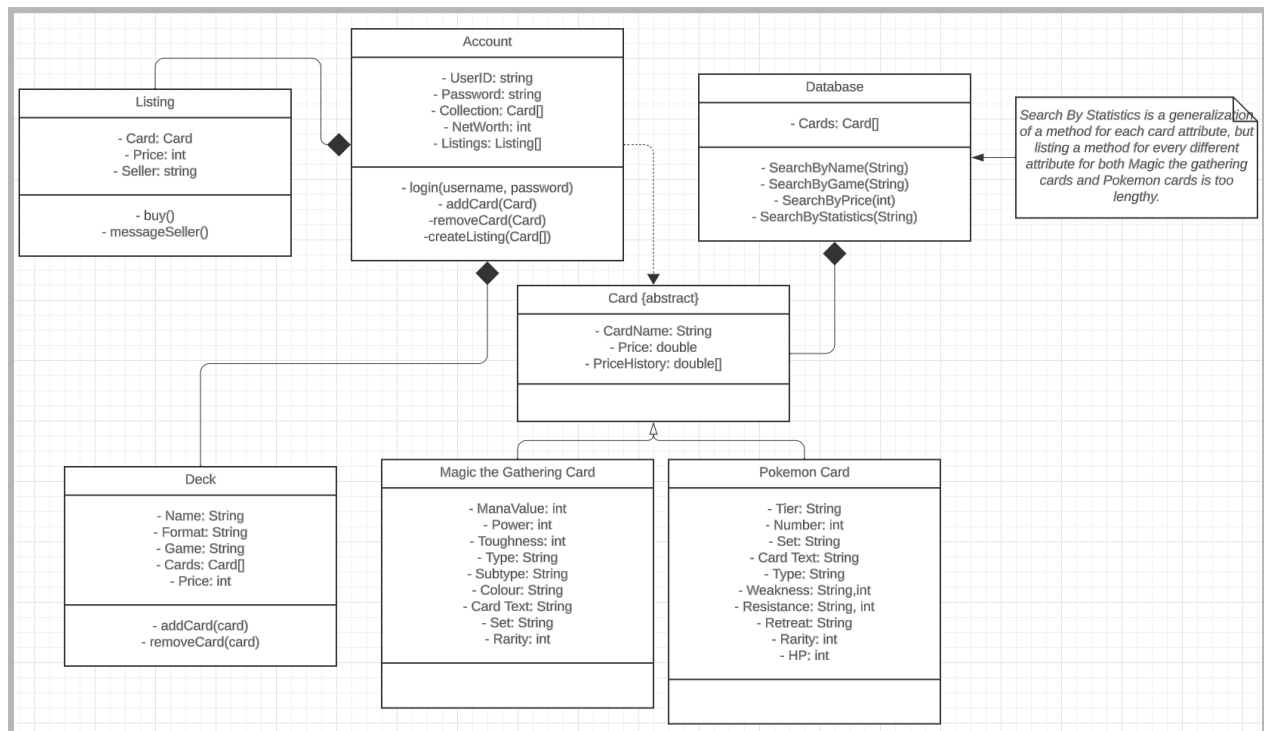 Account
- UserID: string
- Password: string
- Collection: Card[]
- NetWorth: int
- Listings: Listing[]
- login(username, password)
- addCard(Card)
-removeCard(Card)
-createListing(Card[])
Listing
- Card: Card
- Price: int
- Seller: string
- buy()
- messageSeller()
Database
- Cards: Card[]
- SearchByName(String)
- SearchByGame(String)
- SearchByPrice(int)
- SearchByStatistics(String)
Search By Statistics is a generalization
of a method for each card attribute, but
listing a method for every different
attribute for both Magic the gathering
cards and Pokemon cards is too
lengthy.
Card {abstract}
- CardName: String
- Price: double
- PriceHistory: double[]
Deck
- Name: String
- Format: String
- Game: String
- Cards: Card[]
- Price: int
- addCard(card)
- removeCard(card)
Magic the Gathering Card
- ManaValue: int
- Power: int
- Toughness: int
- Type: String
- Subtype: String
- Colour: String
- Card Text: String
- Set: String
- Rarity: int
Pokemon Card
- Tier: String
- Number: int
- Set: String
- Card Text: String
- Type: String
- Weakness: String,int
- Resistance: String, int
- Retreat: String
- Rarity: int
- HP: int